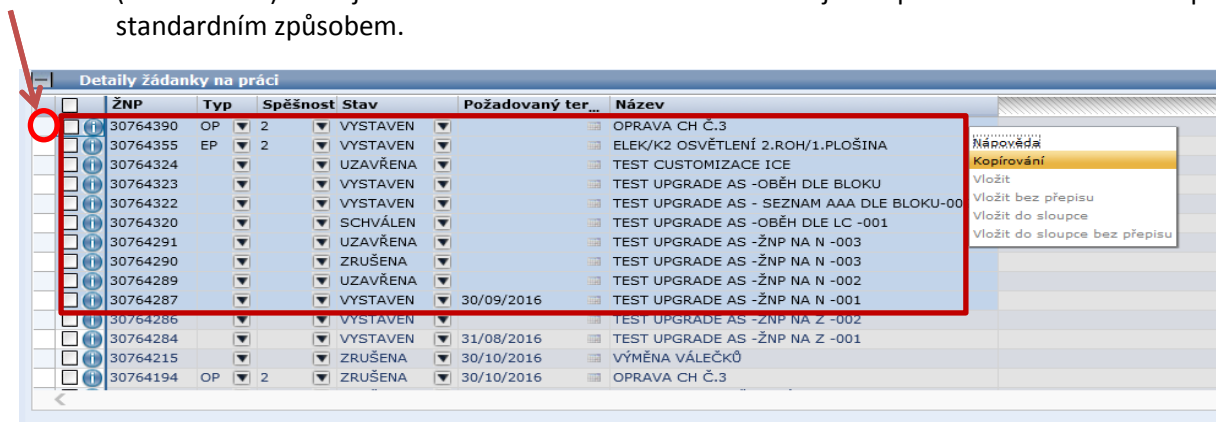 standardním způsobem.
Detaily žádanky na práci
ŽNP Typ Spěšnost Stav Požadovaný ter... Název
30764390 OP 2 VYSTAVEN OPRAVA CH Č.3
30764355 EP 2 VYSTAVEN ELEK/K2 OSVĚTLENÍ 2.ROH/1.PLOŠINA
30764324 UZAVŘENA TEST CUSTOMIZACE ICE
30764323 VYSTAVEN TEST UPGRADE AS -OBĚH DLE BLOKU
30764322 VYSTAVEN TEST UPGRADE AS - SEZNAM AAA DLE BLOKU-00
30764320 SCHVÁLEN TEST UPGRADE AS -OBĚH DLE LC -001
30764291 UZAVŘENA TEST UPGRADE AS -ŽNP NA N -003
30764290 ZRUŠENA TEST UPGRADE AS -ŽNP NA N -003
30764289 UZAVŘENA TEST UPGRADE AS -ŽNP NA N -002
30764287 VYSTAVEN 30/09/2016 TEST UPGRADE AS -ŽNP NA N -001
30764286 VYSTAVEN TEST UPGRADE AS -ŽNP NA Z -002
30764284 VYSTAVEN 31/08/2016 TEST UPGRADE AS -ŽNP NA Z -001
30764215 ZRUŠENA 30/10/2016 VÝMĚNA VÁLEČKŮ
30764194 OP 2 ZRUŠENA 30/10/2016 OPRAVA CH Č.3
Nápověda
Kopírování
Vložit
Vložit bez přepisu
Vložit do sloupce
Vložit do sloupce bez přepisu